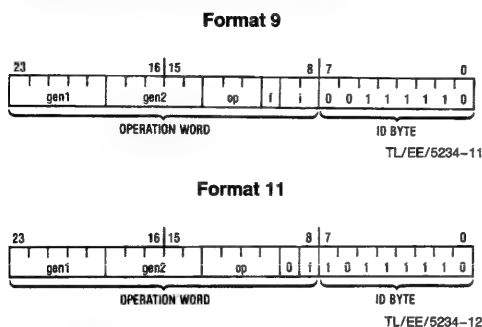 Format 9
23 16 15 8 7 0
gen1 gen2 op f i 0 0 1 1 1 1 1 0
OPERATION WORD ID BYTE
TL/EE/5234-11
Format 11
23 16 15 8 7 0
gen1 gen2 op 0 f 1 0 1 1 1 1 1 0
OPERATION WORD ID BYTE
TL/EE/5234-12